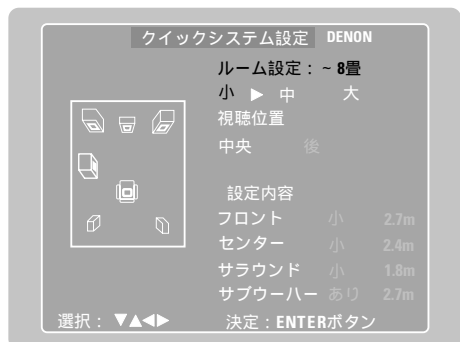 クイックシステム設定 DENON
ルーム設定：～8畳
小 ▶ 中 大
視聴位置
中央 後
設定内容
フロント 小 2.7m
センター 小 2.4m
サラウンド 小 1.8m
サブウーハー あり 2.7m
選択：▼▲◀▶ 決定：ENTERボタン